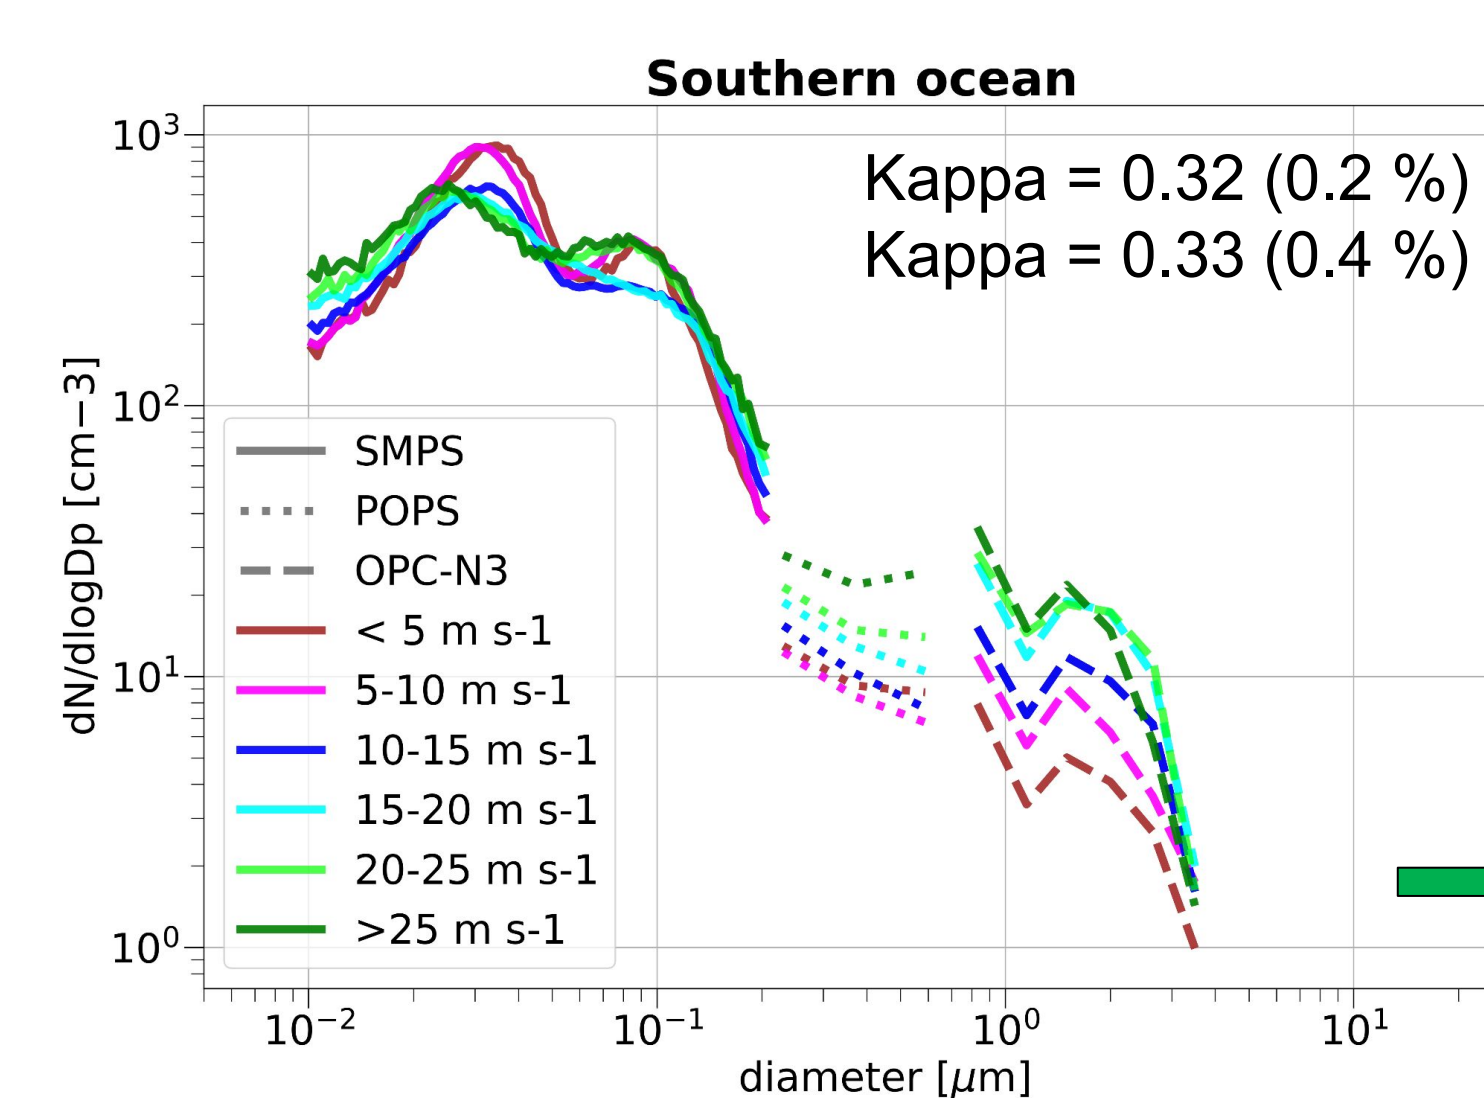 Southern ocean
Kappa = 0.32 (0.2 %)
Kappa = 0.33 (0.4 %)
10³
10²
10¹
10⁰
dN/dlogDp [cm−3]
SMPS
POPS
OPC-N3
< 5 m s-1
5-10 m s-1
10-15 m s-1
15-20 m s-1
20-25 m s-1
>25 m s-1
10⁻² 10⁻¹ 10⁰ 10¹
diameter [μm]